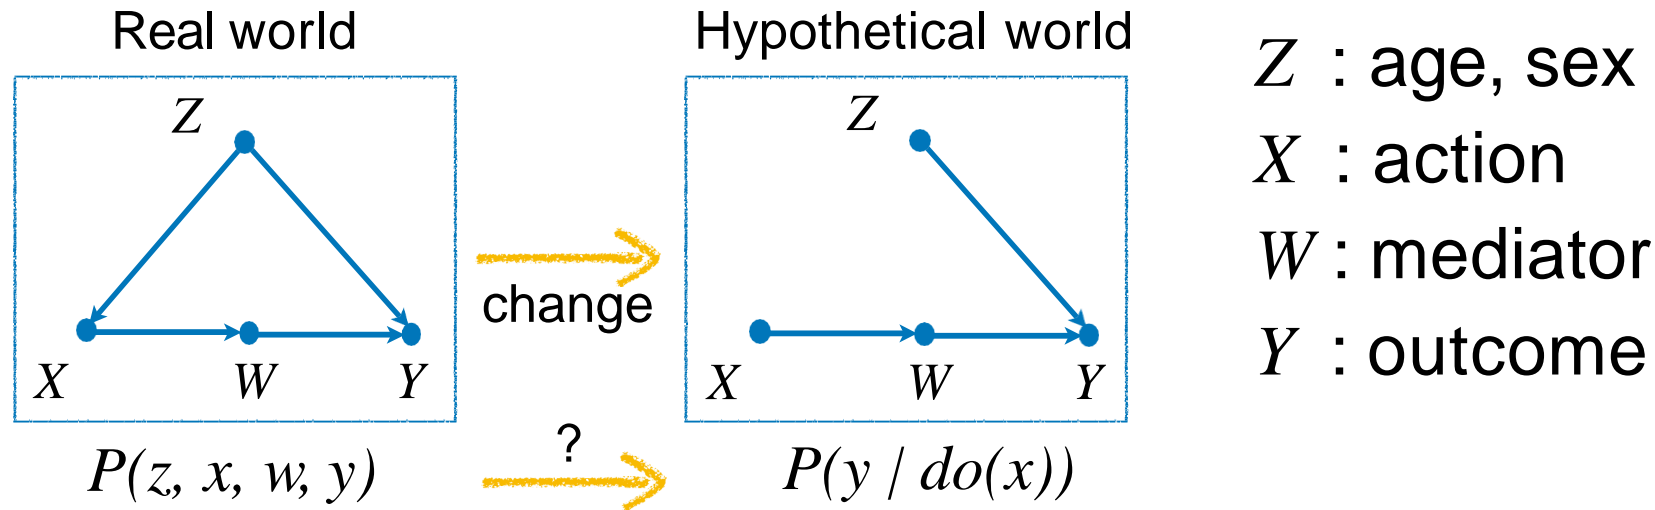 Real world
Hypothetical world
Z : age, sex
X : action
W : mediator
Y : outcome
Z
X
W
Y
change
Z
X
W
Y
P(z, x, w, y)
?
P(y | do(x))